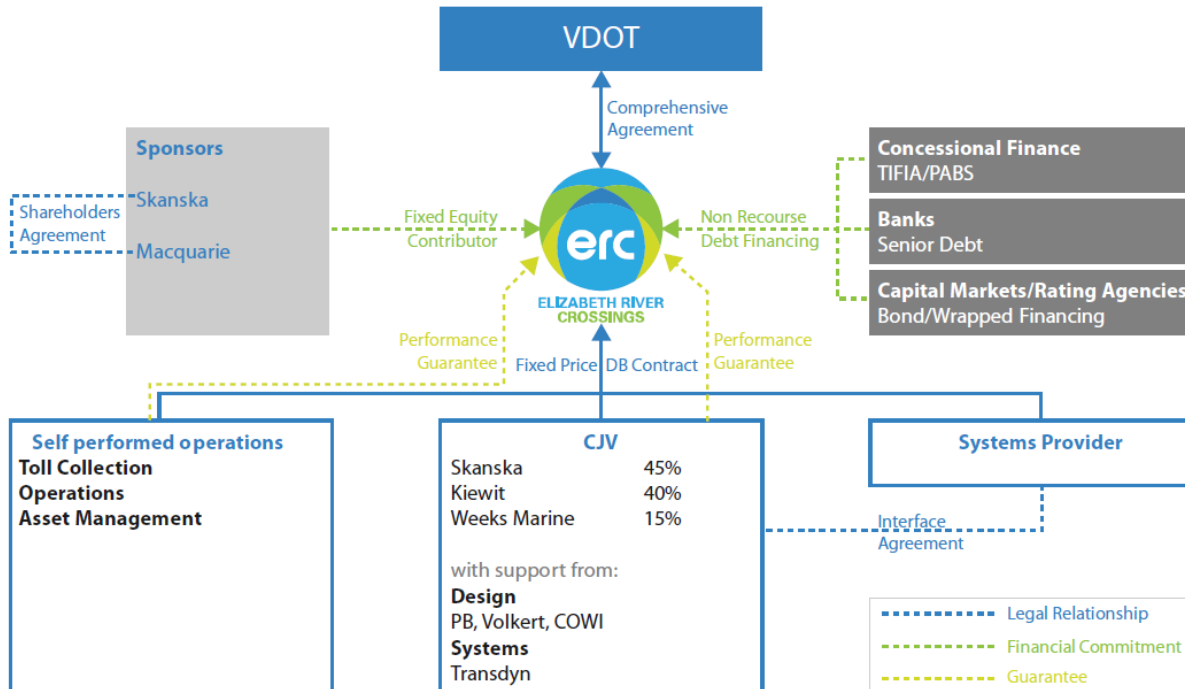 VDOT
Comprehensive
Agreement
Sponsors
Skanska
Macquarie
Shareholders
Agreement
Fixed Equity
Contributor
erc
ELIZABETH RIVER
CROSSINGS
Non Recourse
Debt Financing
Concessional Finance
TIFIA/PABS
Banks
Senior Debt
Capital Markets/Rating Agencies
Bond/Wrapped Financing
Performance
Guarantee
Fixed Price DB Contract
Performance
Guarantee
Self performed operations
Toll Collection
Operations
Asset Management
CJV
Skanska 45%
Kiewit 40%
Weeks Marine 15%
with support from:
Design
PB, Volkert, COWI
Systems
Transdyn
Systems Provider
Interface
Agreement
Legal Relationship
Financial Commitment
Guarantee